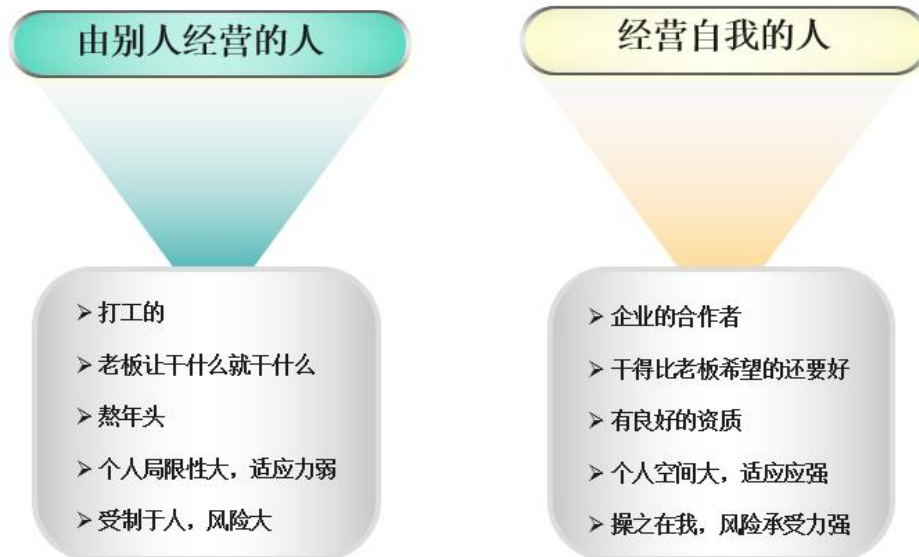 由别人经营的人
经营自我的人
➢ 打工的
➢ 老板让干什么就干什么
➢ 熬年头
➢ 个人局限性大，适应力弱
➢ 受制于人，风险大
➢ 企业的合作者
➢ 干得比老板希望的还要好
➢ 有良好的资质
➢ 个人空间大，适应应强
➢ 操之在我，风险承受力强